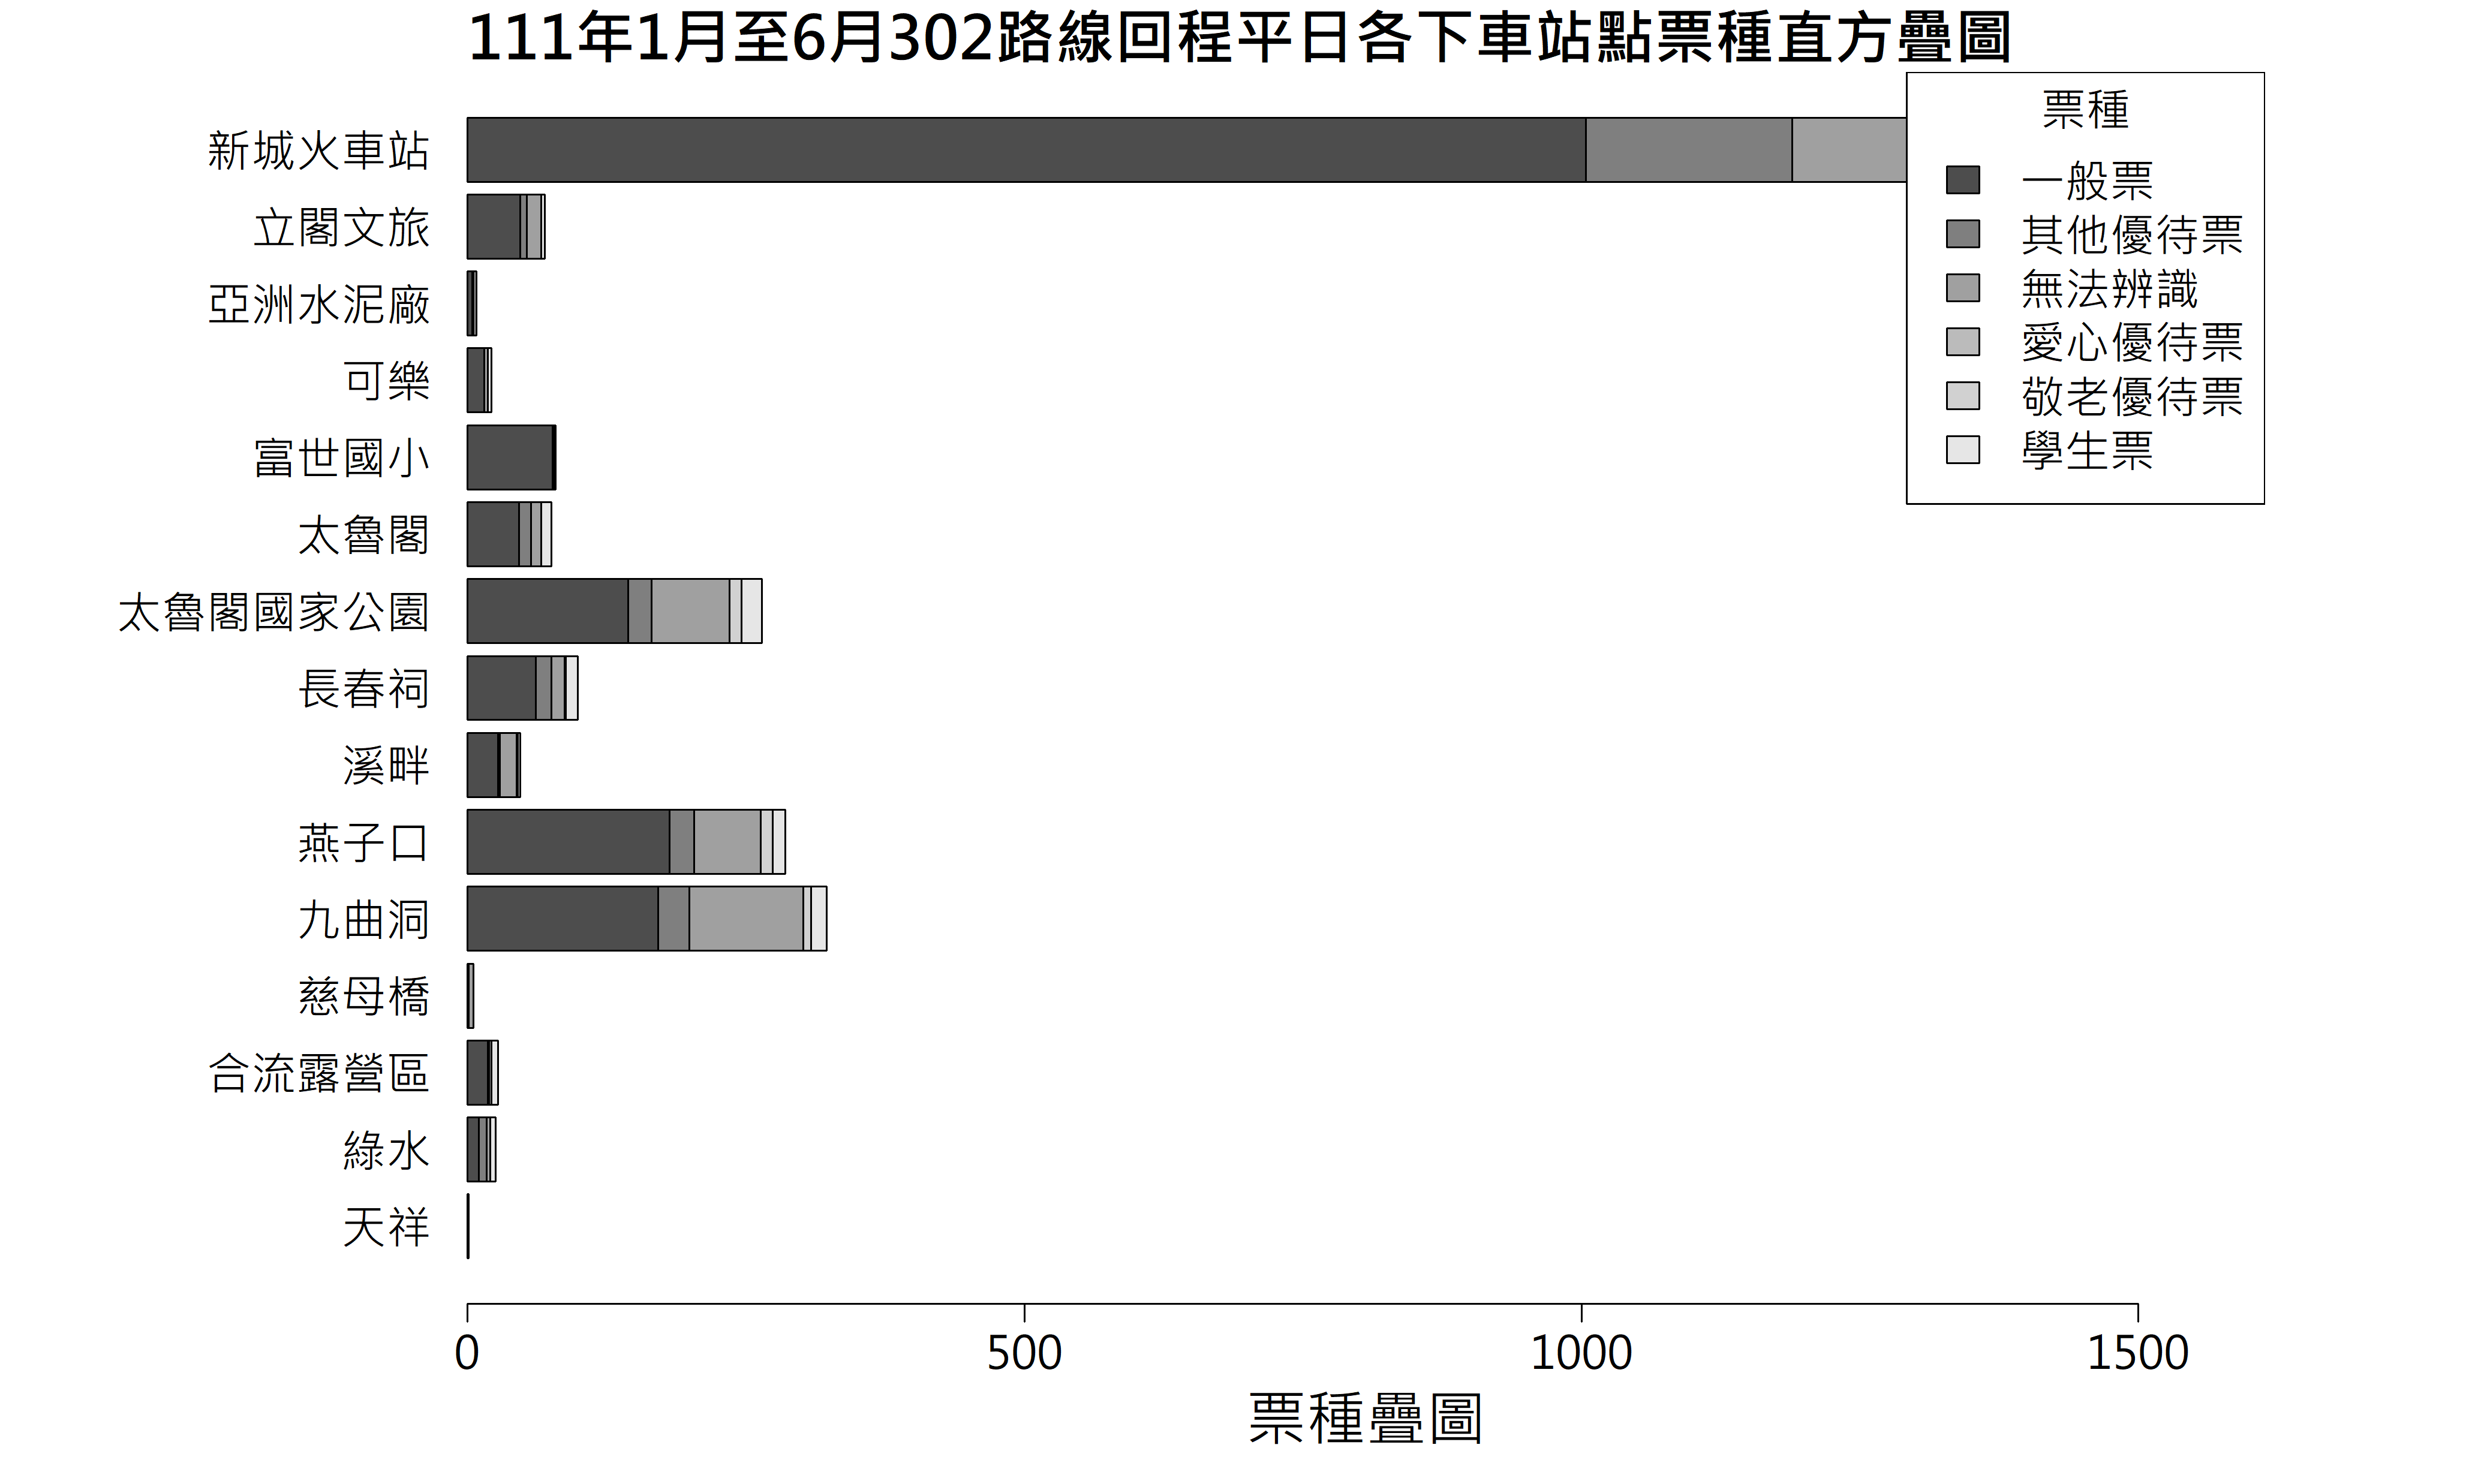 111年1月至6月302路線回程平日各下車站點票種直方疊圖
票種
一般票
其他優待票
無法辨識
愛心優待票
敬老優待票
學生票
新城火車站
立閣文旅
亞洲水泥廠
可樂
富世國小
太魯閣
太魯閣國家公園
長春祠
溪畔
燕子口
九曲洞
慈母橋
合流露營區
綠水
天祥
0 500 1000 1500
票種疊圖